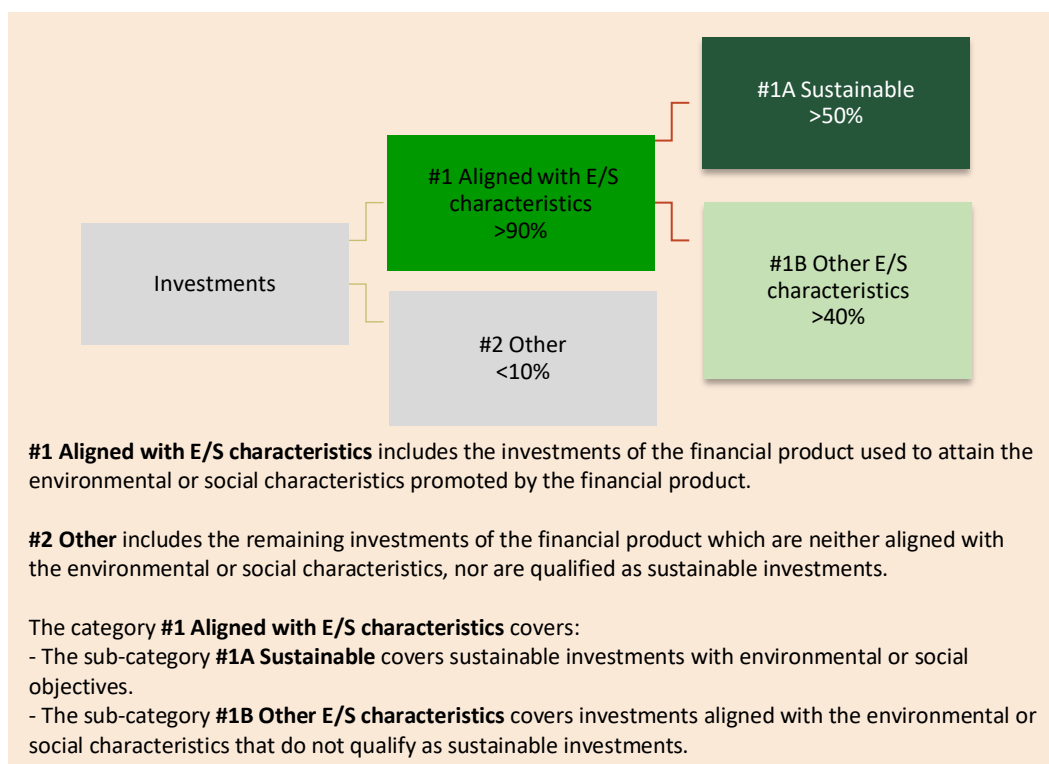 #1A Sustainable
>50%
#1 Aligned with E/S
characteristics
>90%
#1B Other E/S
characteristics
>40%
Investments
#2 Other
<10%
#1 Aligned with E/S characteristics includes the investments of the financial product used to attain the
environmental or social characteristics promoted by the financial product.
#2 Other includes the remaining investments of the financial product which are neither aligned with
the environmental or social characteristics, nor are qualified as sustainable investments.
The category #1 Aligned with E/S characteristics covers:
- The sub-category #1A Sustainable covers sustainable investments with environmental or social
objectives.
- The sub-category #1B Other E/S characteristics covers investments aligned with the environmental or
social characteristics that do not qualify as sustainable investments.